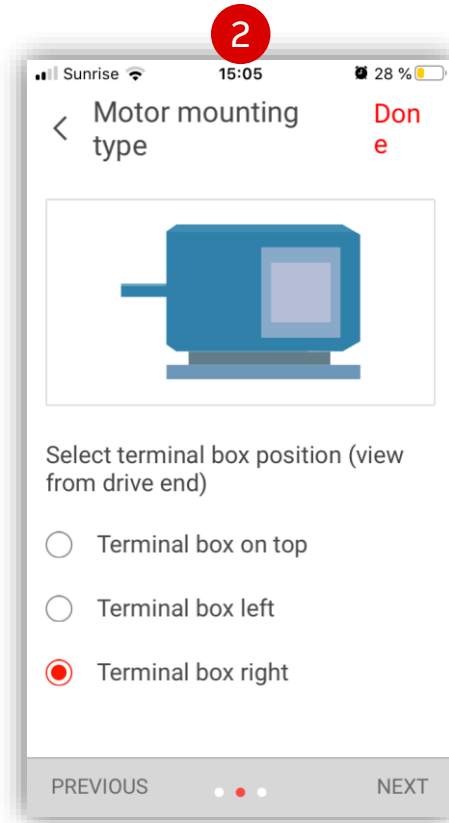 2
Sunrise 15:05 28 %
Motor mounting
type
Don
e
Select terminal box position (view
from drive end)
Terminal box on top
Terminal box left
Terminal box right
PREVIOUS NEXT